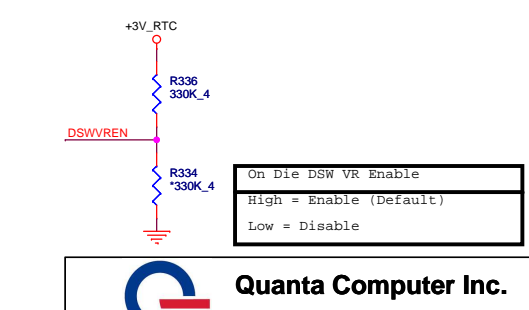 +3V_RTC
R336
330K_4
DSWVREN
R334
*330K_4
On Die DSW VR Enable
High = Enable (Default)
Low = Disable
Quanta Computer Inc.